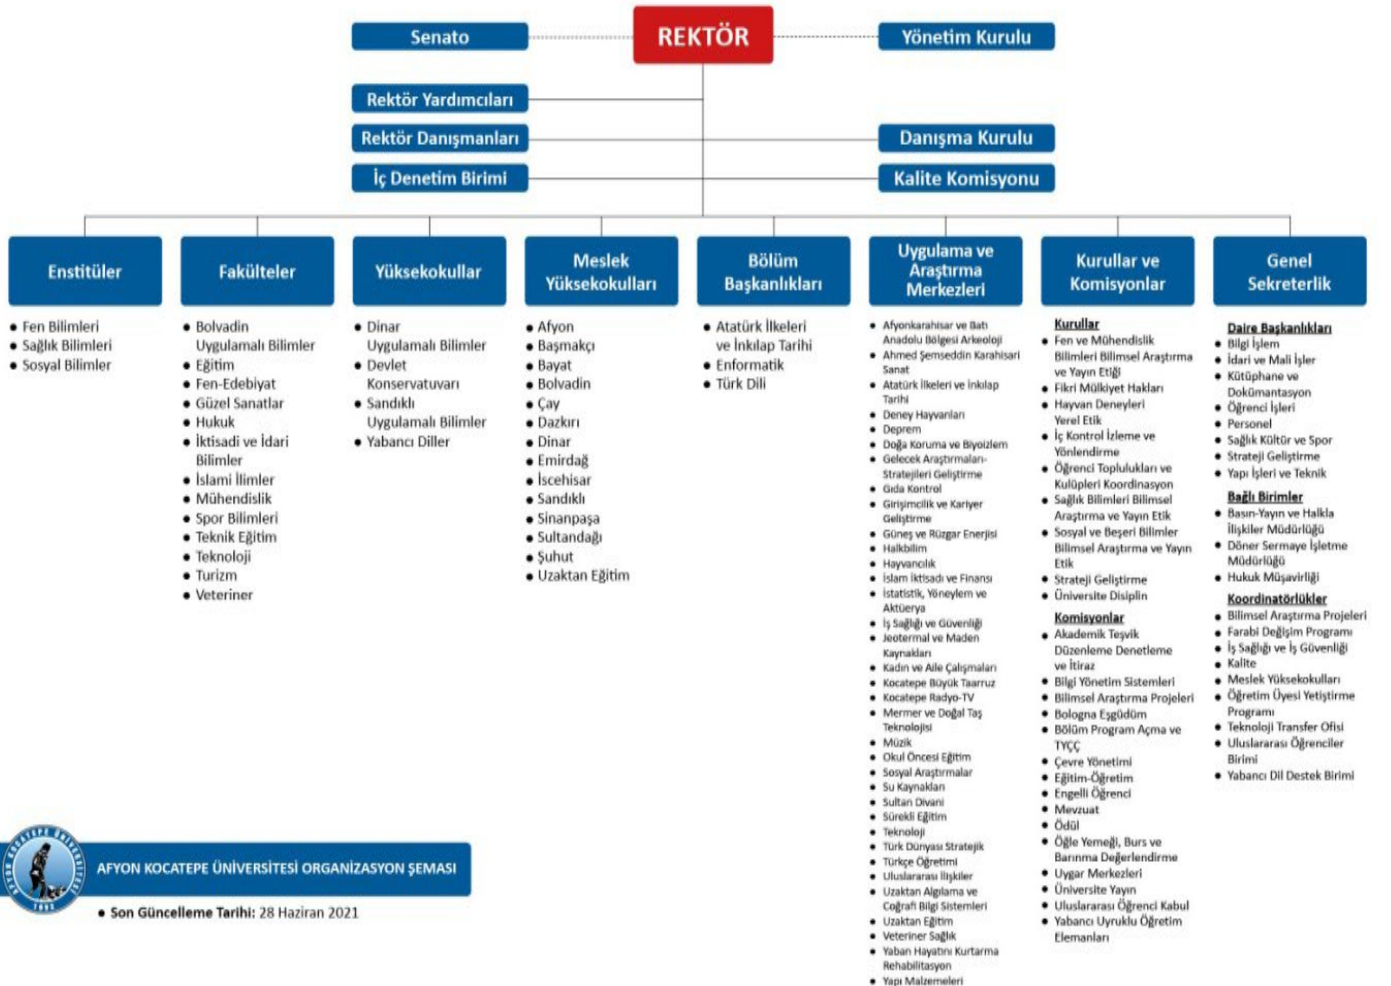 Senato
REKTÖR
Yönetim Kurulu
Rektör Yardımcıları
Rektör Danışmanları
Danışma Kurulu
İç Denetim Birimi
Kalite Komisyonu
Enstitüler
• Fen Bilimleri
• Sağlık Bilimleri
• Sosyal Bilimler
Fakülteler
• Bolvadin
Uygulamalı Bilimler
• Eğitim
• Fen-Edebiyat
• Güzel Sanatlar
• Hukuk
• İktisadi ve İdari
Bilimler
• İslami İlimler
• Mühendislik
• Spor Bilimleri
• Teknik Eğitim
• Teknoloji
• Turizm
• Veteriner
Yüksekokullar
• Dinar
Uygulamalı Bilimler
• Devlet
Konservatuvarı
• Sandıklı
Uygulamalı Bilimler
• Yabancı Diller
Meslek
Yüksekokulları
• Afyon
• Başmakçı
• Bayat
• Bolvadin
• Çay
• Dazkırı
• Dinar
• Emirdağ
• İscehisar
• Sandıklı
• Sinanpaşa
• Sultandağı
• Şuhut
• Uzaktan Eğitim
Bölüm
Başkanlıkları
• Atatürk İlkeleri
ve İnkılap Tarihi
• Enformatik
• Türk Dili
Uygulama ve
Araştırma
Merkezleri
• Afyonkarahisar ve Batı
Anadolu Bölgesi Arkeoloji
• Ahmed Şemseddin Karahisari
Sanat
• Atatürk İlkeleri ve İnkılap
Tarihi
• Deney Hayvanları
• Deprem
• Doğa Koruma ve Biyoizlem
• Gelecek Araştırmaları-
Stratejileri Geliştirme
• Gıda Kontrol
• Girişimcilik ve Kariyer
Geliştirme
• Güneş ve Rüzgar Enerjisi
• Halkbilim
• Hayvancılık
• İslam İktisadı ve Finansı
• İstatistik, Yöneylem ve
Aktüerya
• İş Sağlığı ve Güvenliği
• Jeotermal ve Maden
Kaynakları
• Kadın ve Aile Çalışmaları
• Kocatepe Büyük Taarruz
• Kocatepe Radyo-TV
• Mermer ve Doğal Taş
Teknolojisi
• Müzik
• Okul Öncesi Eğitim
• Sosyal Araştırmalar
• Su Kaynakları
• Sultan Divani
• Sürekli Eğitim
• Teknoloji
• Türk Dünyası Stratejik
• Türkçe Öğretimi
• Uluslararası İlişkiler
• Uzaktan Algılama ve
Coğrafi Bilgi Sistemleri
• Uzaktan Eğitim
• Veteriner Sağlık
• Yaban Hayatını Kurtarma
Rehabilitasyon
• Yapı Malzemeleri
Kurullar ve
Komisyonlar
Kurullar
• Fen ve Mühendislik
Bilimleri Bilimsel Araştırma
ve Yayın Etiği
• Fikri Mülkiyet Hakları
• Hayvan Deneyleri
Yerel Etik
• İç Kontrol İzleme ve
Yönlendirme
• Öğrenci Toplulukları ve
Kulüpleri Koordinasyon
• Sağlık Bilimleri Bilimsel
Araştırma ve Yayın Etik
• Sosyal ve Beşeri Bilimler
Bilimsel Araştırma ve Yayın
Etik
• Strateji Geliştirme
• Üniversite Disiplin
Komisyonlar
• Akademik Teşvik
Düzenleme Denetleme
ve İtiraz
• Bilgi Yönetim Sistemleri
• Bilimsel Araştırma Projeleri
• Bologna Eşgüdüm
• Bölüm Program Açma ve
TYÇÇ
• Çevre Yönetimi
• Eğitim-Öğretim
• Engelli Öğrenci
• Mevzuat
• Ödül
• Öğle Yemeği, Burs ve
Barınma Değerlendirme
• Uygar Merkezleri
• Üniversite Yayın
• Uluslararası Öğrenci Kabul
• Yabancı Uyruklu Öğretim
Elemanları
Genel
Sekreterlik
Daire Başkanlıkları
• Bilgi İşlem
• İdari ve Mali İşler
• Kütüphane ve
Dokümantasyon
• Öğrenci İşleri
• Personel
• Sağlık Kültür ve Spor
• Strateji Geliştirme
• Yapı İşleri ve Teknik
Bağlı Birimler
• Basın-Yayın ve Halkla
İlişkiler Müdürlüğü
• Döner Sermaye İşletme
Müdürlüğü
• Hukuk Müşavirliği
Koordinatörlükler
• Bilimsel Araştırma Projeleri
• Farabi Değişim Programı
• İş Sağlığı ve İş Güvenliği
• Kalite
• Meslek Yüksekokulları
• Öğretim Üyesi Yetiştirme
Programı
• Teknoloji Transfer Ofisi
• Uluslararası Öğrenciler
Birimi
• Yabancı Dil Destek Birimi
AFYON KOCATEPE ÜNİVERSİTESİ
1992
AFYON KOCATEPE ÜNİVERSİTESİ ORGANİZASYON ŞEMASI
• Son Güncelleme Tarihi: 28 Haziran 2021